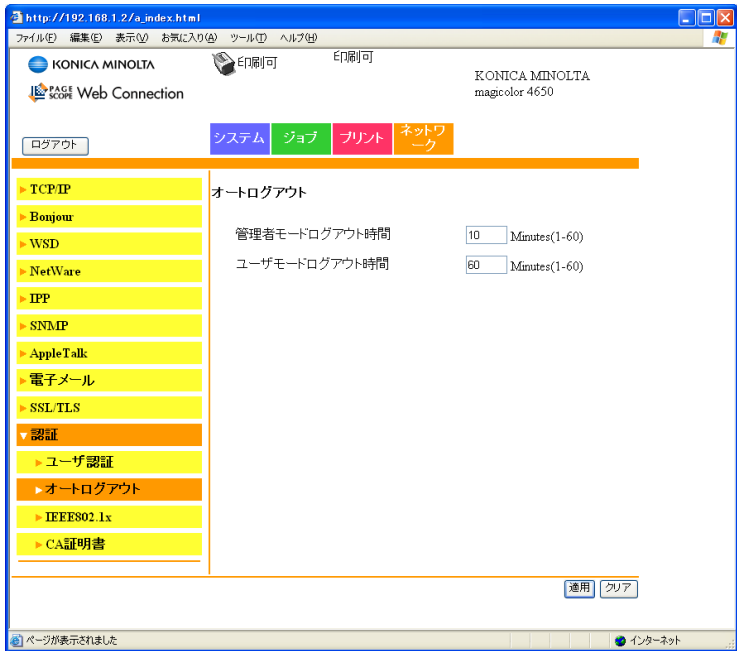 http://192.168.1.2/a_index.html
ファイル(F) 編集(E) 表示(V) お気に入り(A) ツール(T) ヘルプ(H)
KONICA MINOLTA
印刷可
印刷可
KONICA MINOLTA
magicolor 4650
PAGE SCOPE Web Connection
ログアウト
システム
ジョブ
プリント
ネットワ
ーク
TCP/IP
Bonjour
WSD
NetWare
IPP
SNMP
AppleTalk
電子メール
SSL/TLS
認証
ユーザ認証
オートログアウト
IEEE802.1x
CA証明書
オートログアウト
管理者モードログアウト時間 10 Minutes(1-60)
ユーザモードログアウト時間 60 Minutes(1-60)
適用 クリア
ページが表示されました
インターネット